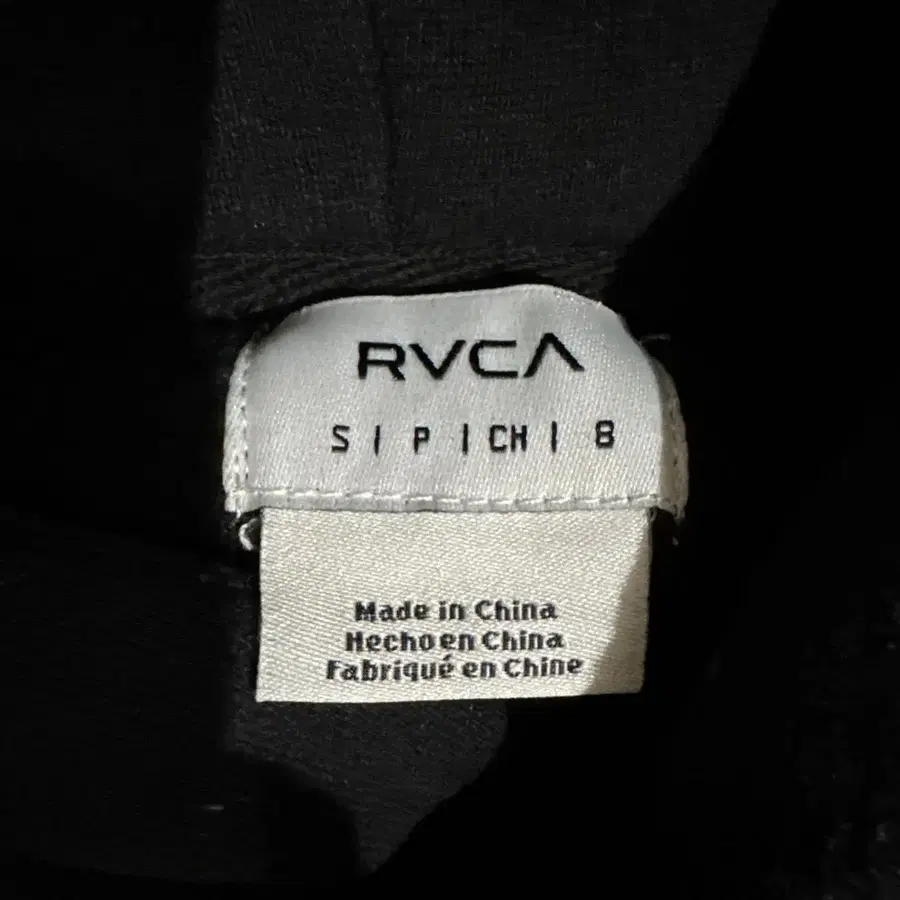 RVCA
S | P | CH | 8
Made in China
Hecho en China
Fabriqué en Chine